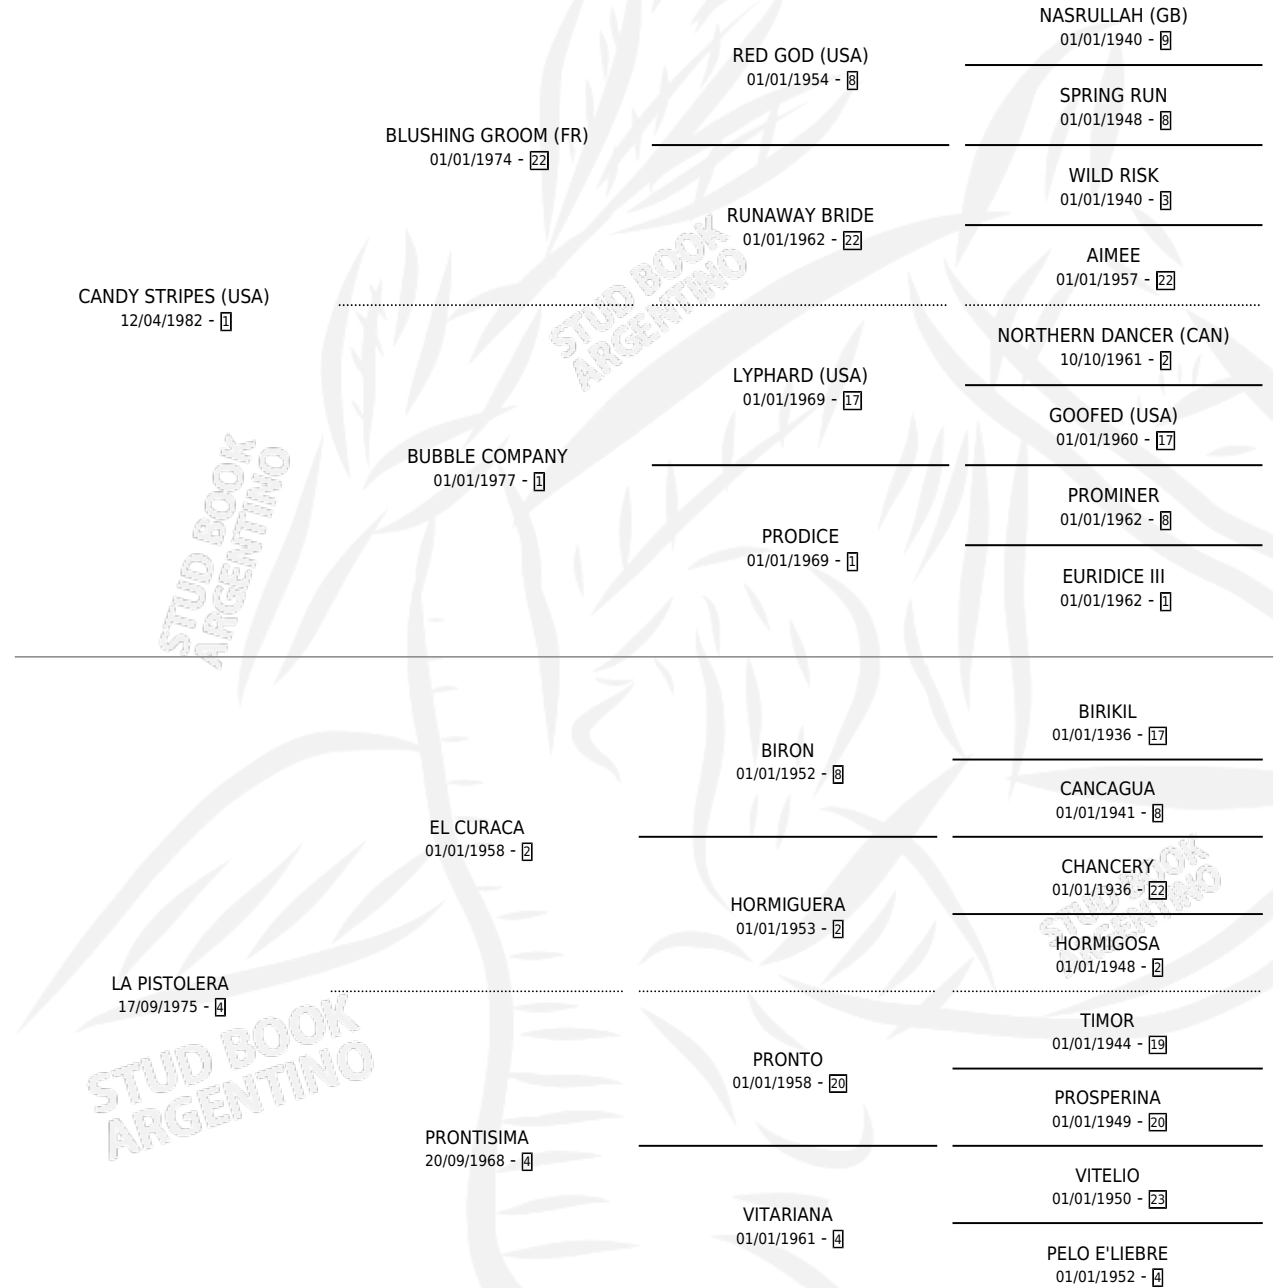 NASRULLAH (GB)
01/01/1940 - 9
RED GOD (USA)
01/01/1954 - 8
SPRING RUN
01/01/1948 - 8
BLUSHING GROOM (FR)
01/01/1974 - 22
WILD RISK
01/01/1940 - 3
RUNAWAY BRIDE
01/01/1962 - 22
AIMEE
01/01/1957 - 22
CANDY STRIPES (USA)
12/04/1982 - 1
STUD BOOK
ARGENTINO
NORTHERN DANCER (CAN)
10/10/1961 - 2
LYPHARD (USA)
01/01/1969 - 17
GOOFED (USA)
01/01/1960 - 17
BUBBLE COMPANY
01/01/1977 - 1
PROMINER
01/01/1962 - 8
PRODICE
01/01/1969 - 1
EURIDICE III
01/01/1962 - 1
STUD BOOK
ARGENTINO
BIRIKIL
01/01/1936 - 17
BIRON
01/01/1952 - 8
CANCAGUA
01/01/1941 - 8
EL CURACA
01/01/1958 - 2
CHANCERY
01/01/1936 - 22
HORMIGUERA
01/01/1953 - 2
STUD BOOK
ARGENTINO
HORMIGOSA
01/01/1948 - 2
LA PISTOLERA
17/09/1975 - 4
TIMOR
01/01/1944 - 19
STUD BOOK
ARGENTINO
PRONTO
01/01/1958 - 20
PROSPERINA
01/01/1949 - 20
PRONTISIMA
20/09/1968 - 4
VITELIO
01/01/1950 - 23
VITARIANA
01/01/1961 - 4
PELO E'LIEBRE
01/01/1952 - 4